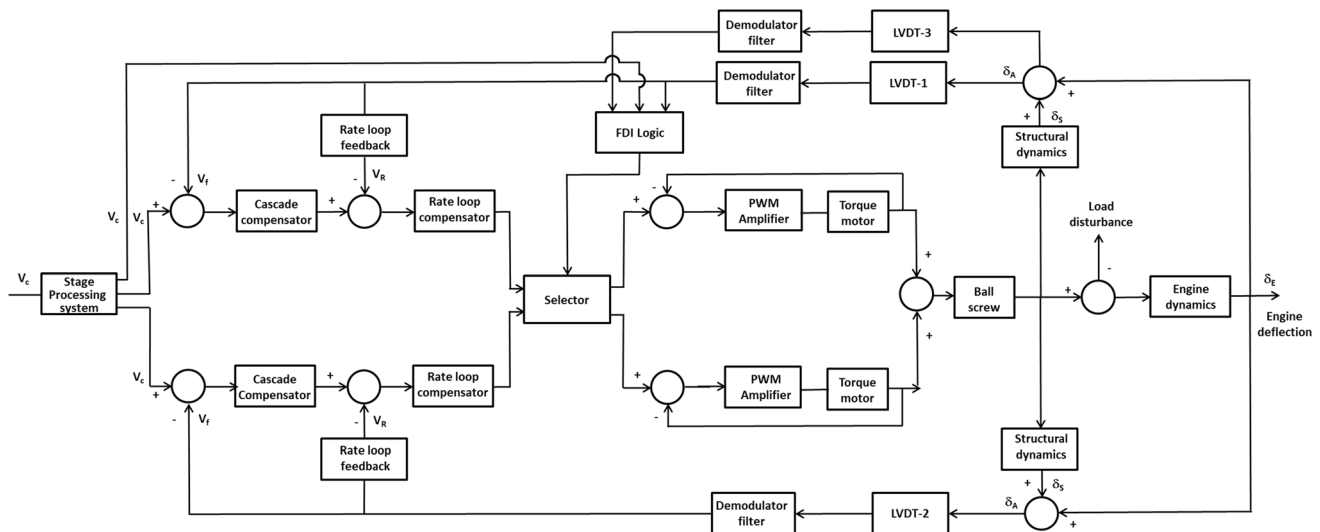 Demodulator
filter
LVDT-3
Demodulator
filter
LVDT-1
δA
+
+
δS
Rate loop
feedback
FDI Logic
Structural
dynamics
-
Vf
-
VR
-
Vc
Vc
+
Cascade
compensator
+
Rate loop
compensator
+
PWM
Amplifier
Torque
motor
Load
disturbance
Vc
Stage
Processing
system
Selector
+
Ball
screw
+
-
Engine
dynamics
δE
Engine
deflection
+
Vc
+
Cascade
Compensator
+
Rate loop
compensator
+
PWM
Amplifier
Torque
motor
-
-
Vf
-
VR
Rate loop
feedback
Structural
dynamics
+
δS
Demodulator
filter
LVDT-2
δA
+